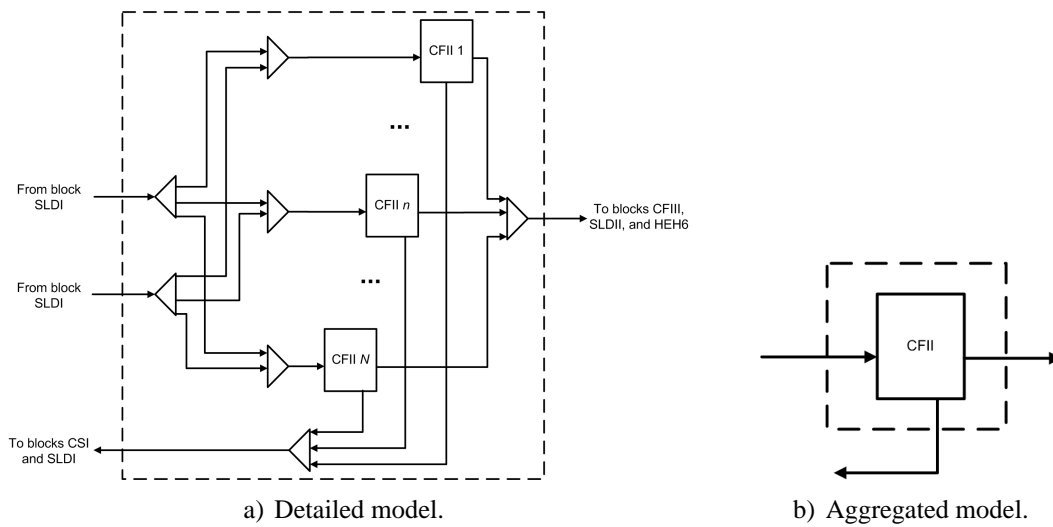 CFII 1
...
From block
SLDI
CFII n
To blocks CFIII,
SLDII, and HEH6
...
From block
SLDI
CFII N
To blocks CSI
and SLDI
a) Detailed model.
CFII
b) Aggregated model.